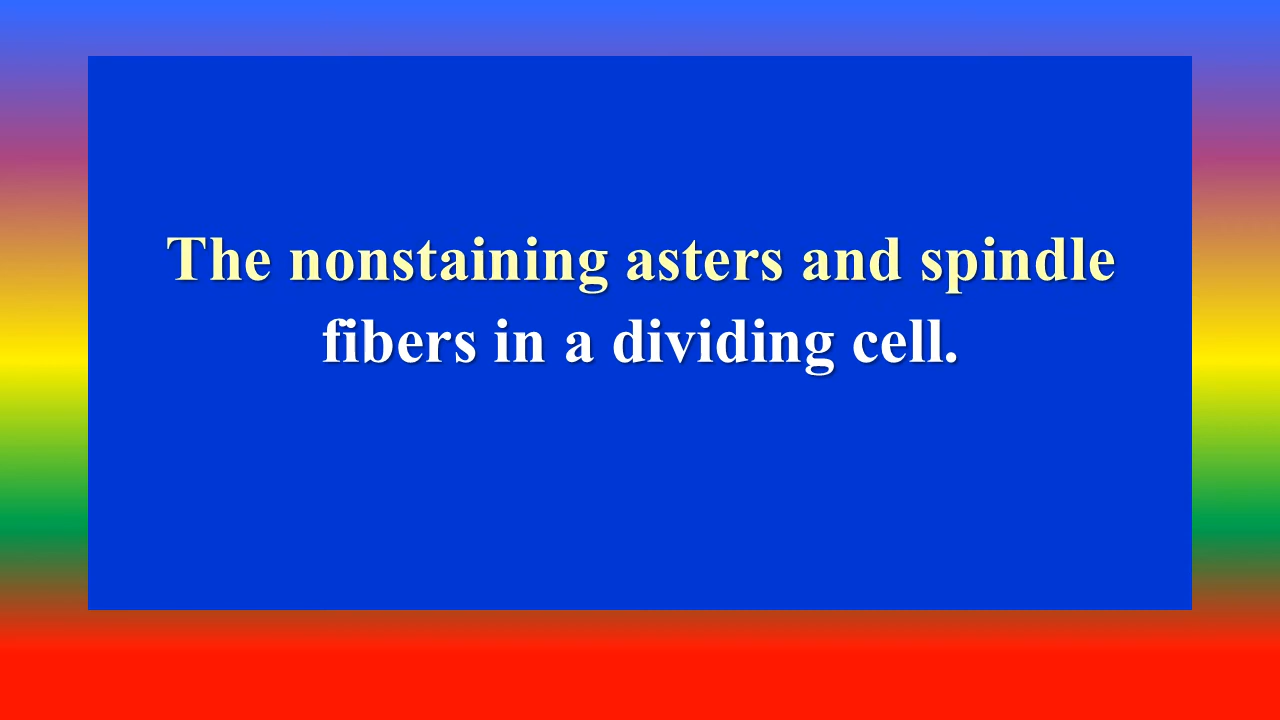 The nonstaining asters and spindle
fibers in a dividing cell.